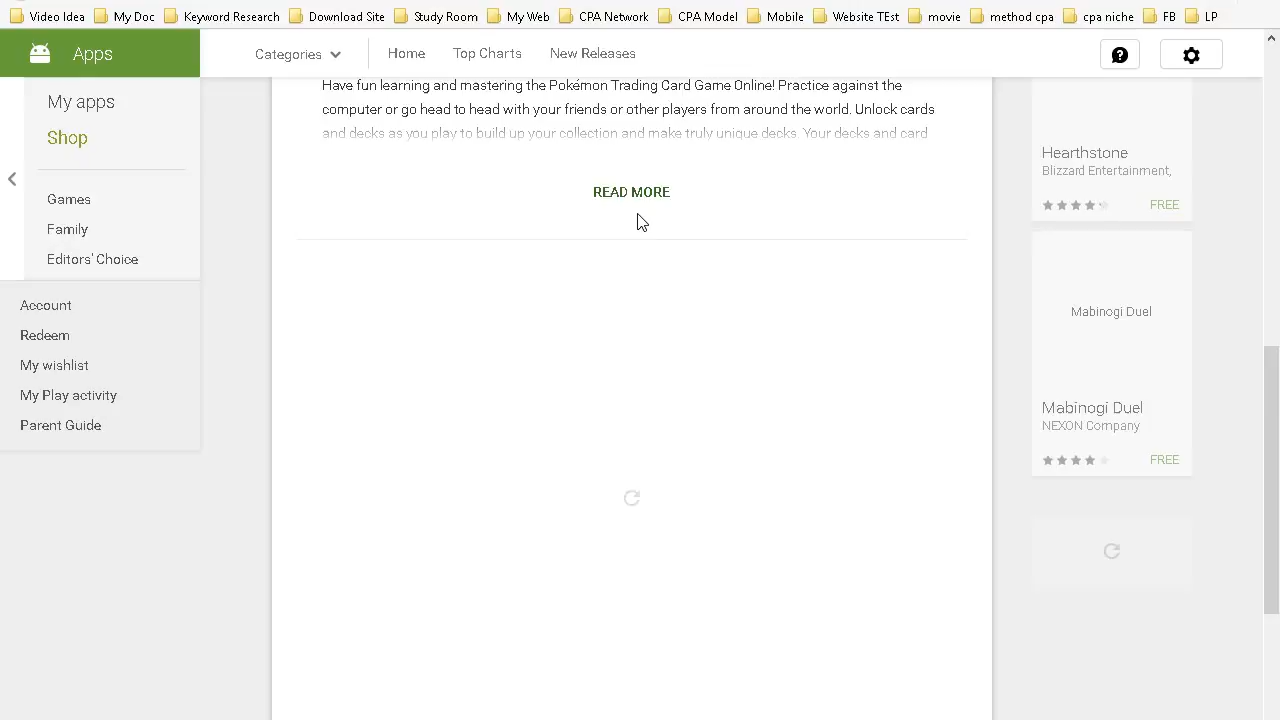 Video Idea My Doc Keyword Research Download Site Study Room My Web CPA Network CPA Model Mobile Website TEst movie method cpa cpa niche FB LP
Apps Categories Home Top Charts New Releases
My apps
Shop
Games
Family
Editors' Choice
Account
Redeem
My wishlist
My Play activity
Parent Guide
Have fun learning and mastering the Pokémon Trading Card Game Online! Practice against the
computer or go head to head with your friends or other players from around the world. Unlock cards
and decks as you play to build up your collection and make truly unique decks. Your decks and card
READ MORE
Hearthstone
Blizzard Entertainment,
FREE
Mabinogi Duel
Mabinogi Duel
NEXON Company
FREE